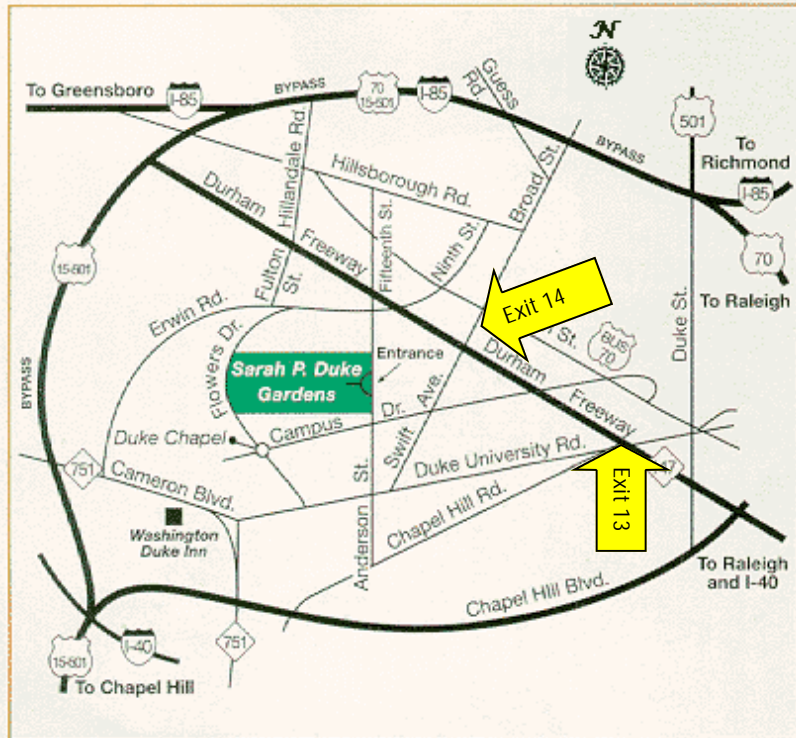 N
To Greensboro
I-85
BYPASS
70
15-501
I-85
Guess
Rd.
BYPASS
501
To
Richmond
I-85
70
To Raleigh
Hillandale Rd.
Hillsborough Rd.
Broad St.
Durham
Freeway
Fulton
St.
Fifteenth St.
Ninth St.
15-501
Erwin Rd.
Exit 14
St.
BUS
70
Duke St.
Flowers Dr.
Sarah P. Duke
Gardens
Entrance
Durham
Freeway
BYPASS
Duke Chapel
Campus
Dr.
Swift
Ave.
Duke University Rd.
751
Cameron Blvd.
Washington
Duke Inn
Anderson
St.
Chapel Hill Rd.
Exit 13
47
To Raleigh
and I-40
Chapel Hill Blvd.
751
I-40
15-501
To Chapel Hill